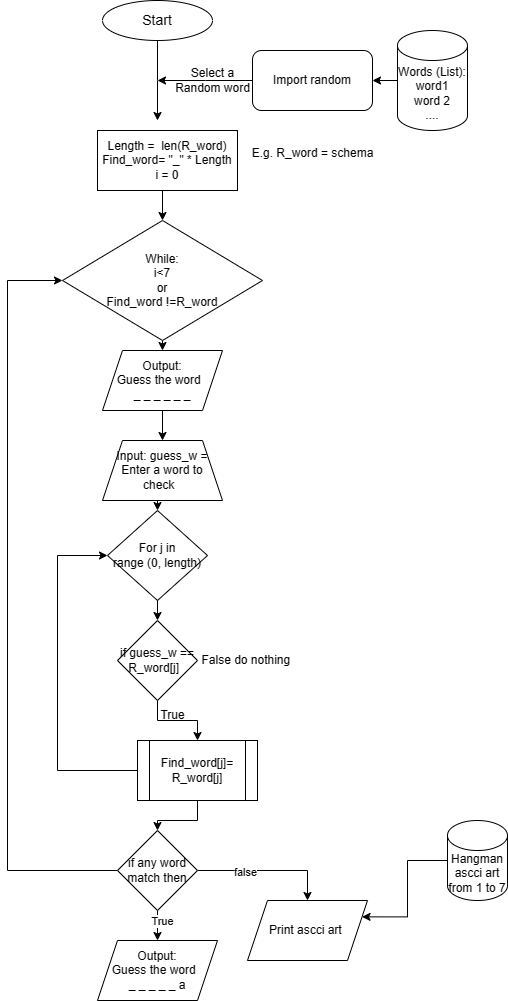 Start
Select a
Random word
Import random
Words (List):
word1
word 2
....
Length = len(R_word)
Find_word= "_" * Length
i = 0
E.g. R_word = schema
While:
i<7
or
Find_word !=R_word
Output:
Guess the word
_ _ _ _ _ _
Input: guess_w =
Enter a word to
check
For j in
range (0, length)
if guess_w ==
R_word[j]
False do nothing
True
Find_word[j]=
R_word[j]
if any word
match then
false
Hangman
ascci art
from 1 to 7
Print ascci art
True
Output:
Guess the word
_ _ _ _ _ a